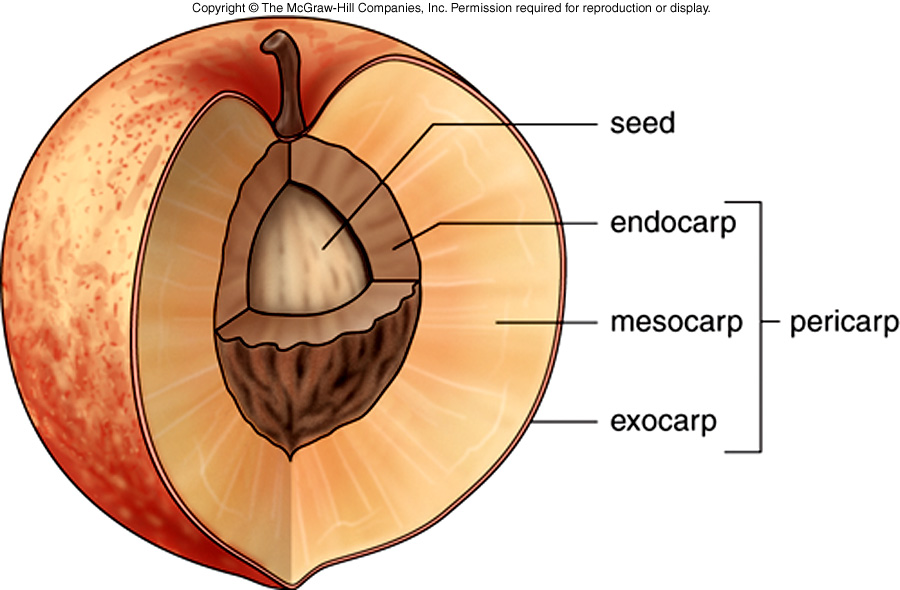 Copyright © The McGraw-Hill Companies, Inc. Permission required for reproduction or display.
seed
endocarp
mesocarp
pericarp
exocarp